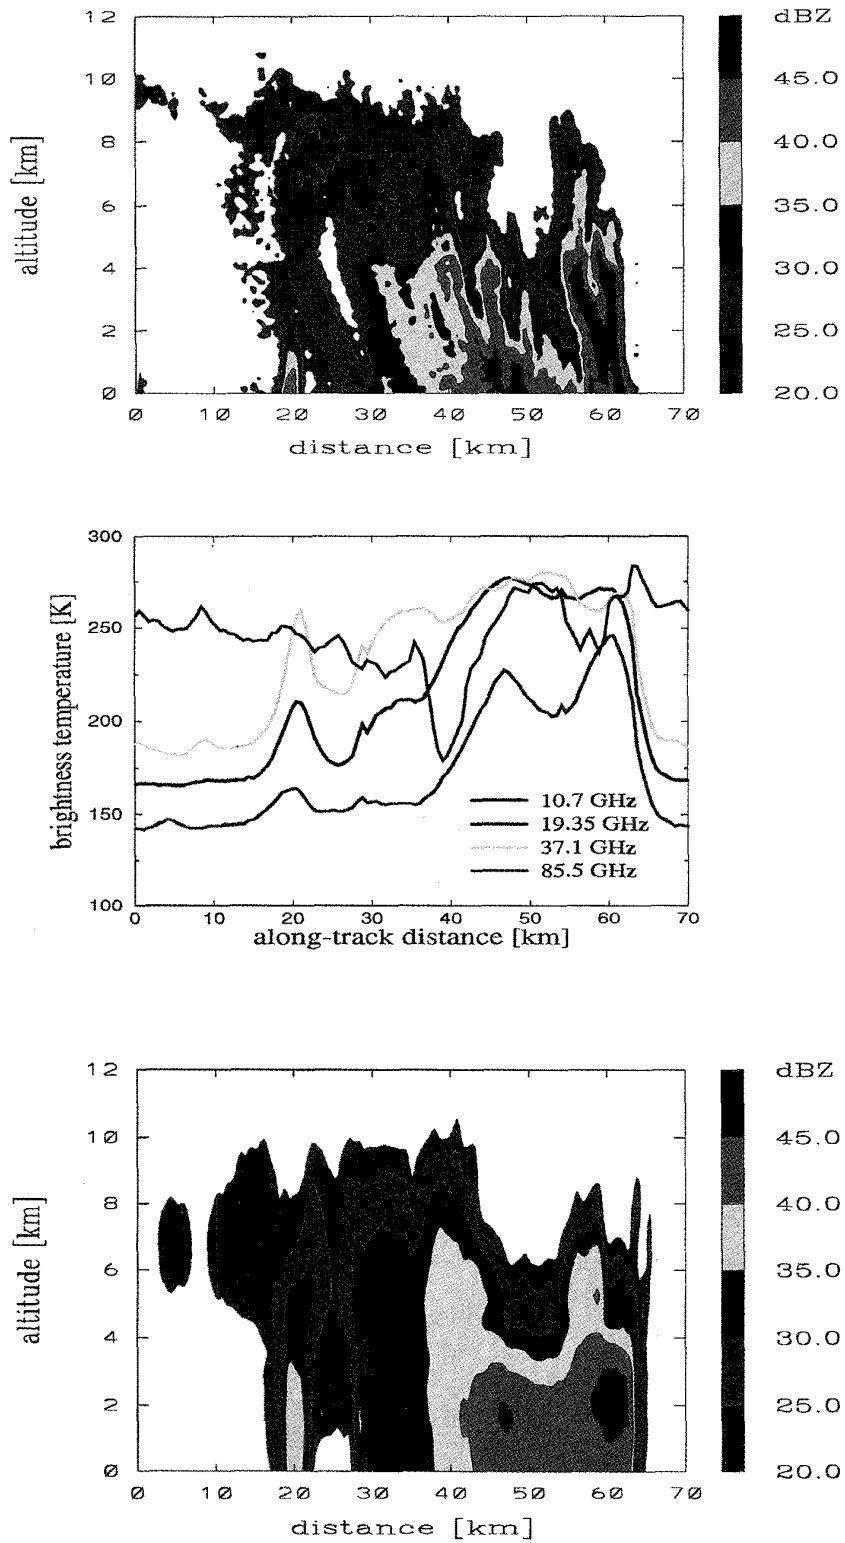 12
10
8
6
4
2
0
altitude [km]
0 10 20 30 40 50 60 70
distance [km]
dBZ
45.0
40.0
35.0
30.0
25.0
20.0
300
250
200
150
100
brightness temperature [K]
10.7 GHz
19.35 GHz
37.1 GHz
85.5 GHz
0 10 20 30 40 50 60 70
along-track distance [km]
12
10
8
6
4
2
0
altitude [km]
0 10 20 30 40 50 60 70
distance [km]
dBZ
45.0
40.0
35.0
30.0
25.0
20.0